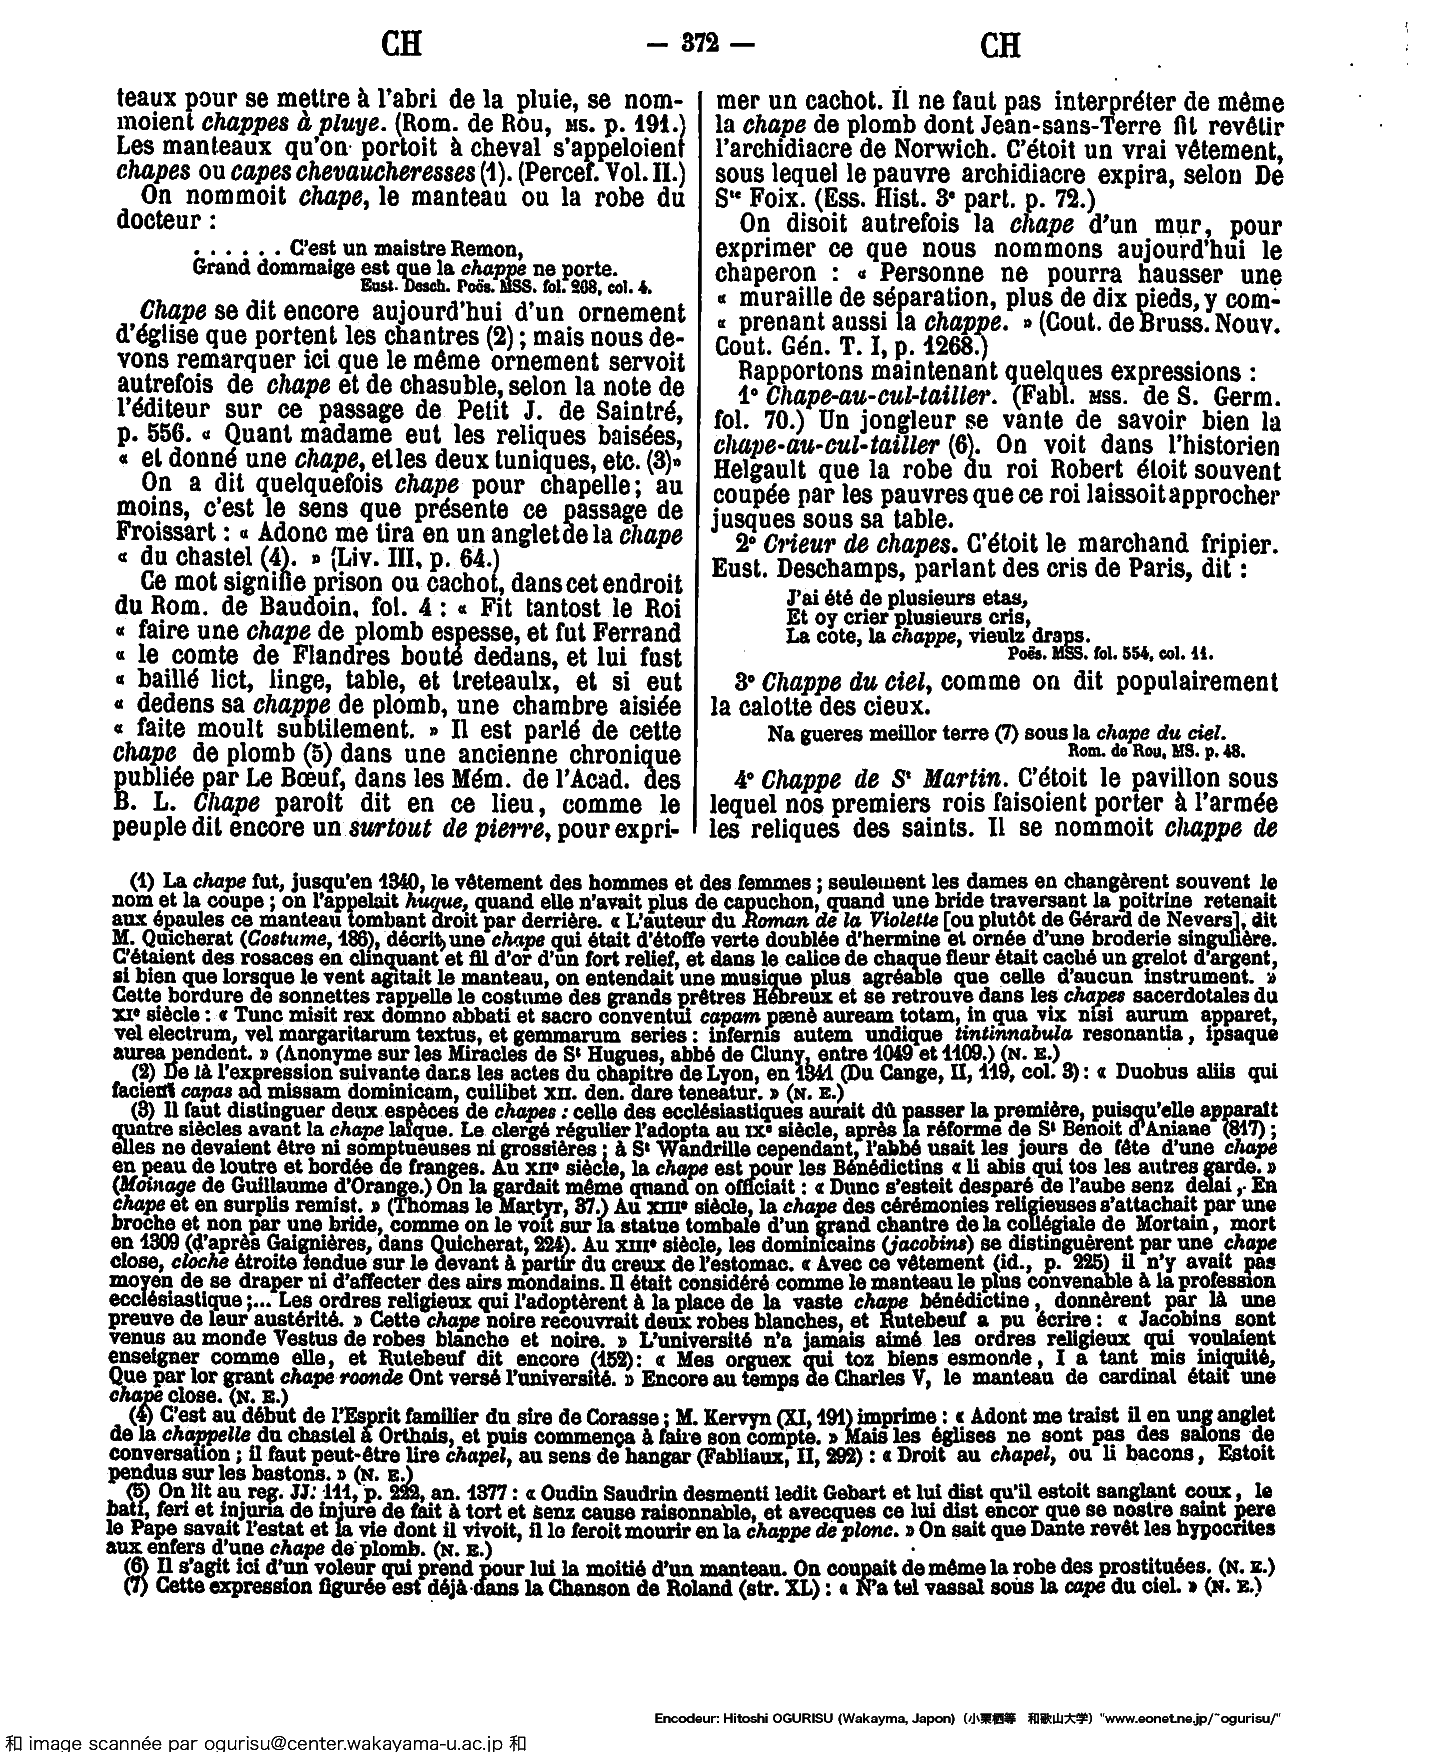 CH — 372 — CH
teaux pour se mettre à l'abri de la pluie, se nom-
moient chappes à pluye. (Rom. de Rou, MS. p. 191.)
Les manteaux qu'on portoit à cheval s'appeloient
chapes ou capes chevaucheresses (1). (Percef. Vol. II.)
On nommoit chape, le manteau ou la robe du
docteur :
. . . . . . C'est un maistre Remon,
Grand dommaige est que la chappe ne porte.
Eust. Desch. Poës. MSS. fol. 268, col. 4.
Chape se dit encore aujourd'hui d'un ornement
d'église que portent les chantres (2) ; mais nous de-
vons remarquer ici que le même ornement servoit
autrefois de chape et de chasuble, selon la note de
l'éditeur sur ce passage de Petit J. de Saintré,
p. 556. « Quant madame eut les reliques baisées,
« et donné une chape, et les deux tuniques, etc. (3)»
On a dit quelquefois chape pour chapelle ; au
moins, c'est le sens que présente ce passage de
Froissart : « Adonc me tira en un anglet de la chape
« du chastel (4). » (Liv. III, p. 64.)
Ce mot signifie prison ou cachot, dans cet endroit
du Rom. de Baudoin, fol. 4 : « Fit tantost le Roi
« faire une chape de plomb espesse, et fut Ferrand
« le comte de Flandres bouté dedans, et lui fust
« baillé lict, linge, table, et treteaulx, et si eut
« dedens sa chappe de plomb, une chambre aisiée
« faite moult subtilement. » Il est parlé de cette
chape de plomb (5) dans une ancienne chronique
publiée par Le Bœuf, dans les Mém. de l'Acad. des
B. L. Chape paroît dit en ce lieu, comme le
peuple dit encore un surtout de pierre, pour expri-
mer un cachot. Il ne faut pas interpréter de même
la chape de plomb dont Jean-sans-Terre fit revêtir
l'archidiacre de Norwich. C'étoit un vrai vêtement,
sous lequel le pauvre archidiacre expira, selon De
Ste Foix. (Ess. Hist. 3e part. p. 72.)
On disoit autrefois la chape d'un mur, pour
exprimer ce que nous nommons aujourd'hui le
chaperon : « Personne ne pourra hausser une
« muraille de séparation, plus de dix pieds, y com-
« prenant aussi la chappe. » (Cout. de Bruss. Nouv.
Cout. Gén. T. I, p. 1268.)
Rapportons maintenant quelques expressions :
1° Chape-au-cul-tailler. (Fabl. MSS. de S. Germ.
fol. 70.) Un jongleur se vante de savoir bien la
chape-au-cul-tailler (6). On voit dans l'historien
Helgault que la robe du roi Robert étoit souvent
coupée par les pauvres que ce roi laissoit approcher
jusques sous sa table.
2° Crieur de chapes. C'étoit le marchand fripier.
Eust. Deschamps, parlant des cris de Paris, dit :
J'ai été de plusieurs etas,
Et oy crier plusieurs cris,
La cote, la chappe, vieulz draps.
Poës. MSS. fol. 554, col. 11.
3° Chappe du ciel, comme on dit populairement
la calotte des cieux.
Na gueres meillor terre (7) sous la chape du ciel.
Rom. de Rou, MS. p. 48.
4° Chappe de St Martin. C'étoit le pavillon sous
lequel nos premiers rois faisoient porter à l'armée
les reliques des saints. Il se nommoit chappe de
(1) La chape fut, jusqu'en 1340, le vêtement des hommes et des femmes ; seulement les dames en changèrent souvent le
nom et la coupe ; on l'appelait huque, quand elle n'avait plus de capuchon, quand une bride traversant la poitrine retenait
aux épaules ce manteau tombant droit par derrière. « L'auteur du Roman de la Violette [ou plutôt de Gérard de Nevers], dit
M. Quicherat (Costume, 186), décrit une chape qui était d'étoffe verte doublée d'hermine et ornée d'une broderie singulière.
C'étaient des rosaces en clinquant et fil d'or d'un fort relief, et dans le calice de chaque fleur était caché un grelot d'argent,
si bien que lorsque le vent agitait le manteau, on entendait une musique plus agréable que celle d'aucun instrument. »
Cette bordure de sonnettes rappelle le costume des grands prêtres Hébreux et se retrouve dans les chapes sacerdotales du
XIe siècle : « Tunc misit rex domno abbati et sacro conventui capam pænè auream totam, in qua vix nisi aurum apparet,
vel electrum, vel margaritarum textus, et gemmarum series : infernis autem undique tintinnabula resonantia, ipsaque
aurea pendent. » (Anonyme sur les Miracles de St Hugues, abbé de Cluny, entre 1049 et 1109.) (N. E.)
(2) De là l'expression suivante dans les actes du chapitre de Lyon, en 1341 (Du Cange, II, 119, col. 3) : « Duobus aliis qui
facient capas ad missam dominicam, cuilibet XII. den. dare teneatur. » (N. E.)
(3) Il faut distinguer deux espèces de chapes : celle des ecclésiastiques aurait dû passer la première, puisqu'elle apparaît
quatre siècles avant la chape laïque. Le clergé régulier l'adopta au IXe siècle, après la réforme de St Benoit d'Aniane (817) ;
elles ne devaient être ni somptueuses ni grossières ; à St Wandrille cependant, l'abbé usait les jours de fête d'une chape
en peau de loutre et bordée de franges. Au XIIe siècle, la chape est pour les Bénédictins « li abis qui tos les autres garde. »
(Moinage de Guillaume d'Orange.) On la gardait même quand on officiait : « Dunc s'esteit desparé de l'aube senz delai, En
chape et en surplis remist. » (Thomas le Martyr, 37.) Au XIIIe siècle, la chape des cérémonies religieuses s'attachait par une
broche et non par une bride, comme on le voit sur la statue tombale d'un grand chantre de la collégiale de Mortain, mort
en 1309 (d'après Gaignières, dans Quicherat, 224). Au XIIIe siècle, les dominicains (jacobins) se distinguèrent par une chape
close, cloche étroite fendue sur le devant à partir du creux de l'estomac. « Avec ce vêtement (id., p. 225) il n'y avait pas
moyen de se draper ni d'affecter des airs mondains. Il était considéré comme le manteau le plus convenable à la profession
ecclésiastique ;... Les ordres religieux qui l'adoptèrent à la place de la vaste chape bénédictine, donnèrent par là une
preuve de leur austérité. » Cette chape noire recouvrait deux robes blanches, et Rutebeuf a pu écrire : « Jacobins sont
venus au monde Vestus de robes blanche et noire. » L'université n'a jamais aimé les ordres religieux qui voulaient
enseigner comme elle, et Rutebeuf dit encore (152) : « Mes orguex qui toz biens esmonde, I a tant mis iniquité,
Que par lor grant chape roonde Ont versé l'université. » Encore au temps de Charles V, le manteau de cardinal était une
chape close. (N. E.)
(4) C'est au début de l'Esprit familier du sire de Corasse ; M. Kervyn (XI, 191) imprime : « Adont me traist il en ung anglet
de la chappelle du chastel à Orthais, et puis commença à faire son compte. » Mais les églises ne sont pas des salons de
conversation ; il faut peut-être lire chapel, au sens de hangar (Fabliaux, II, 292) : « Droit au chapel, ou li bacons, Estoit
pendus sur les bastons. » (N. E.)
(5) On lit au reg. JJ. 111, p. 222, an. 1377 : « Oudin Saudrin desmenti ledit Gebart et lui dist qu'il estoit sanglant coux, le
bati, feri et injuria de injure de fait à tort et senz cause raisonnable, et avecques ce lui dist encor que se nostre saint pere
le Pape savait l'estat et la vie dont il vivoit, il le feroit mourir en la chappe de plonc. » On sait que Dante revêt les hypocrites
aux enfers d'une chape de plomb. (N. E.)
(6) Il s'agit ici d'un voleur qui prend pour lui la moitié d'un manteau. On coupait de même la robe des prostituées. (N. E.)
(7) Cette expression figurée est déjà dans la Chanson de Roland (str. XL) : « N'a tel vassal sous la cape du ciel. » (N. E.)
Encodeur: Hitoshi OGURISU (Wakayma, Japon) (小栗栖等 和歌山大学) "www.eonet.ne.jp/~ogurisu/"
和 image scannée par ogurisu@center.wakayama-u.ac.jp 和